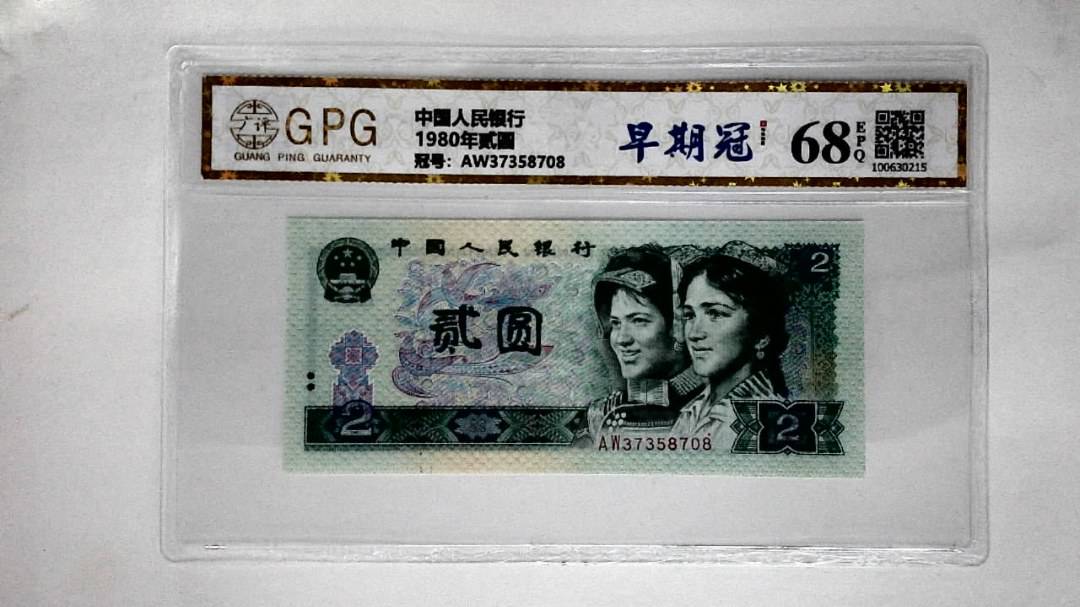 广评
GPG
GUANG PING GUARANTY
中国人民银行
1980年贰圆
冠号：AW37358708
早期冠
68
EPQ
100630215
中国人民银行
2
贰圆
2
2
AW37358708